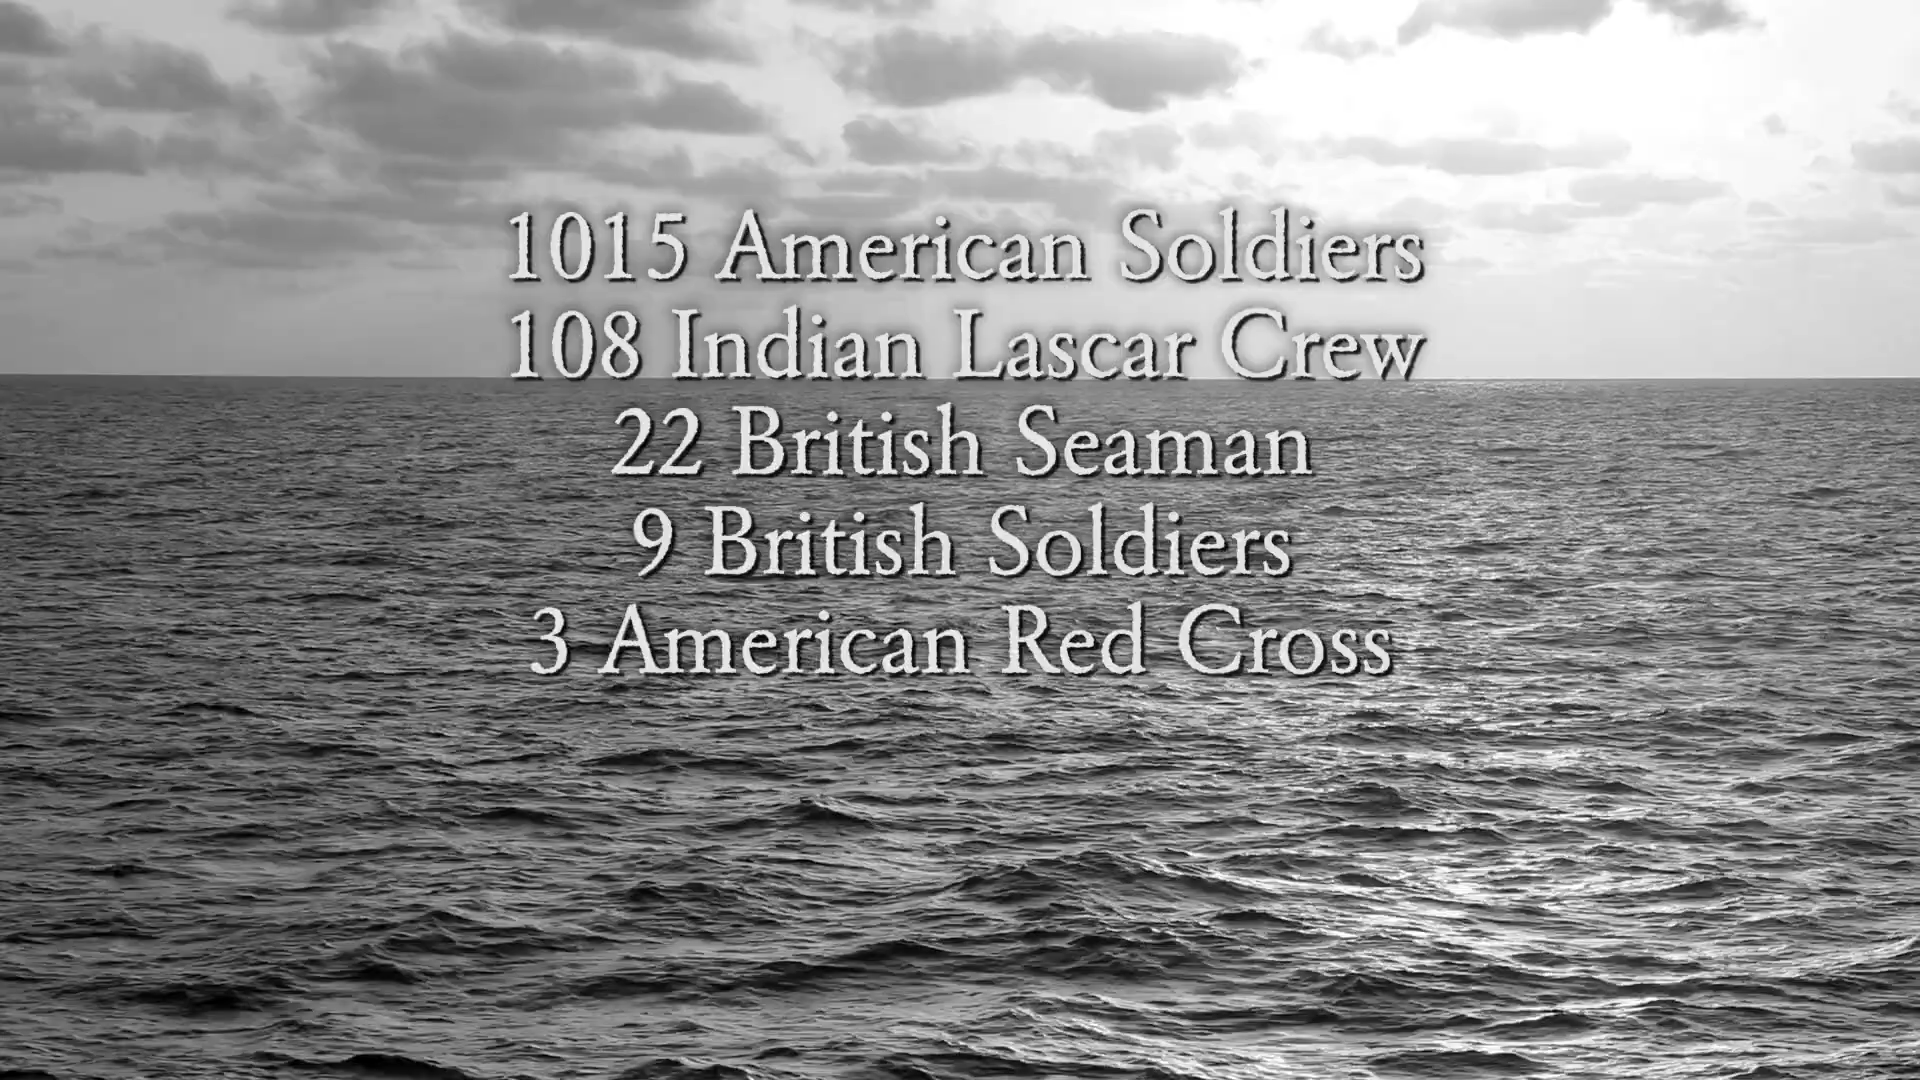 1015 American Soldiers
108 Indian Lascar Crew
22 British Seaman
9 British Soldiers
3 American Red Cross